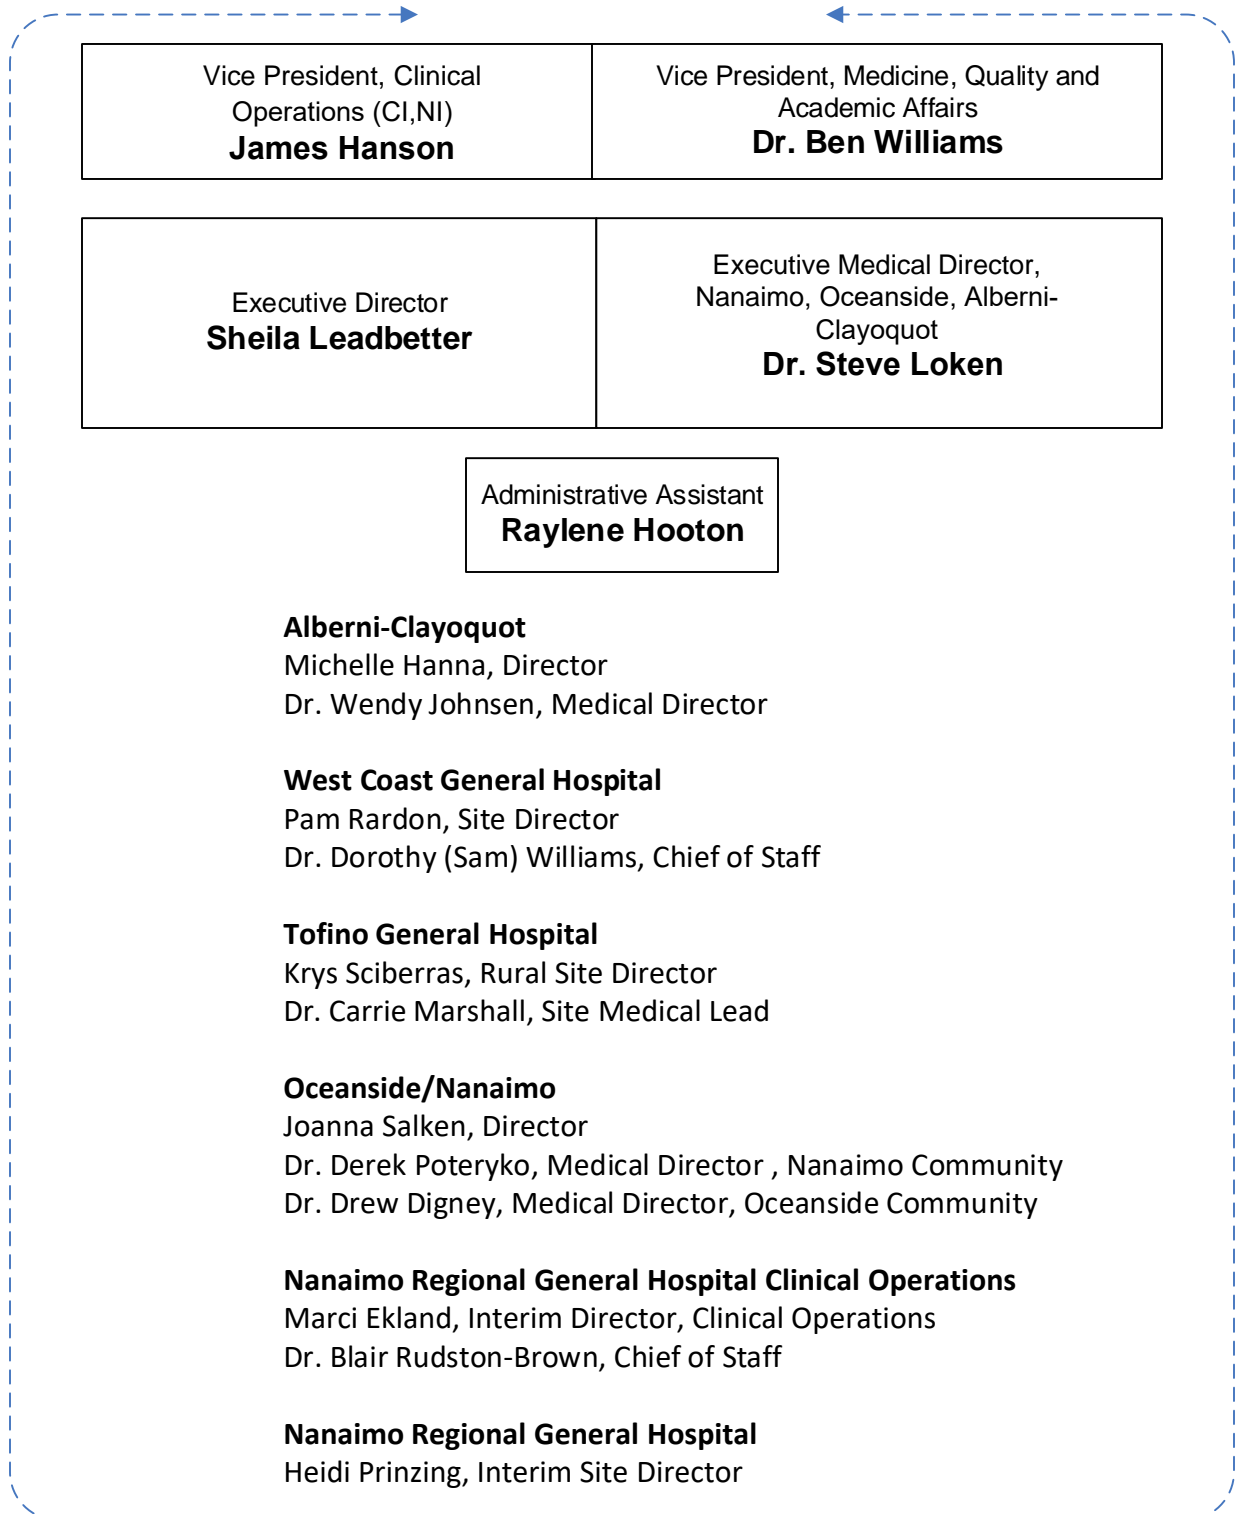 Vice President, Clinical
Operations (CI,NI)
James Hanson
Vice President, Medicine, Quality and
Academic Affairs
Dr. Ben Williams
Executive Director
Sheila Leadbetter
Executive Medical Director,
Nanaimo, Oceanside, Alberni-
Clayoquot
Dr. Steve Loken
Administrative Assistant
Raylene Hooton
Alberni-Clayoquot
Michelle Hanna, Director
Dr. Wendy Johnsen, Medical Director
West Coast General Hospital
Pam Rardon, Site Director
Dr. Dorothy (Sam) Williams, Chief of Staff
Tofino General Hospital
Krys Sciberras, Rural Site Director
Dr. Carrie Marshall, Site Medical Lead
Oceanside/Nanaimo
Joanna Salken, Director
Dr. Derek Poteryko, Medical Director , Nanaimo Community
Dr. Drew Digney, Medical Director, Oceanside Community
Nanaimo Regional General Hospital Clinical Operations
Marci Ekland, Interim Director, Clinical Operations
Dr. Blair Rudston-Brown, Chief of Staff
Nanaimo Regional General Hospital
Heidi Prinzing, Interim Site Director